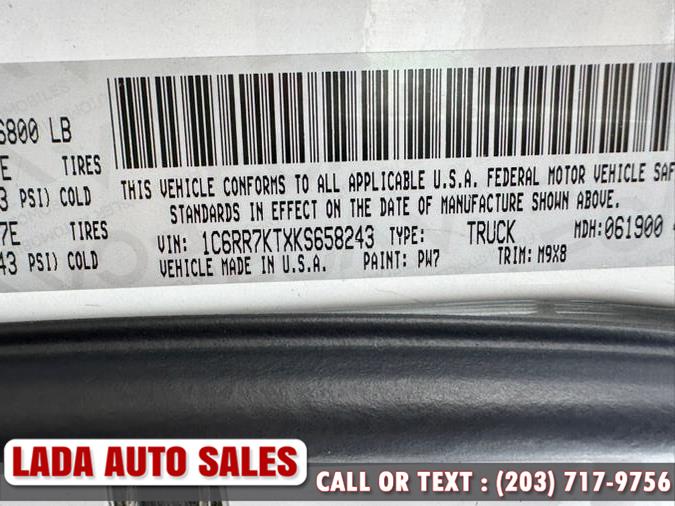 6800 LB
E TIRES
3 PSI) COLD
7E TIRES
43 PSI) COLD
THIS VEHICLE CONFORMS TO ALL APPLICABLE U.S.A. FEDERAL MOTOR VEHICLE SAF
STANDARDS IN EFFECT ON THE DATE OF MANUFACTURE SHOWN ABOVE.
VIN: 1C6RR7KTXKS658243 TYPE: TRUCK MDH:061900
VEHICLE MADE IN U.S.A. PAINT: PW7 TRIM: M9X8
LADA AUTO SALES
CALL OR TEXT : (203) 717-9756